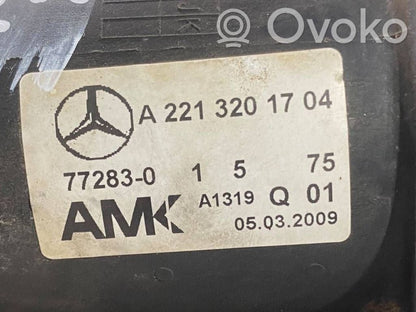 Ovoko
A 221 320 17 04
77283-0 1 5 75
AMK A1319 Q 01
05.03.2009